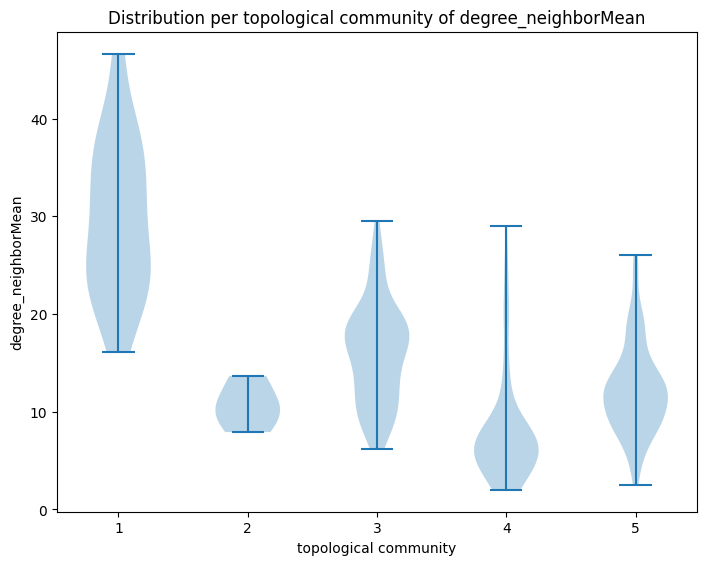 Distribution per topological community of degree_neighborMean
degree_neighborMean
40
30
20
10
0
1 2 3 4 5
topological community